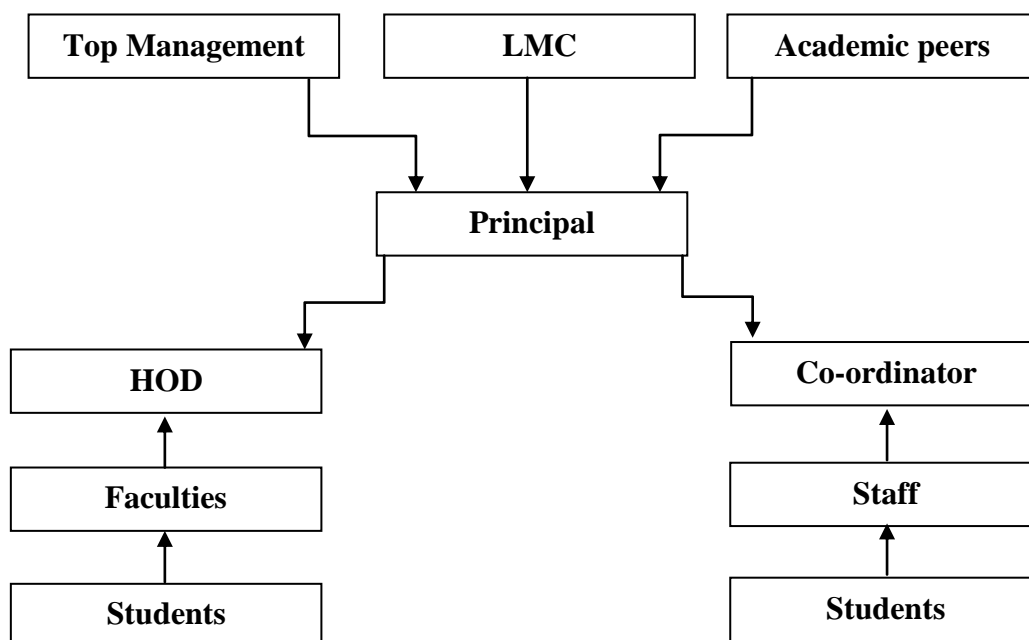 Top Management
LMC
Academic peers
Principal
HOD
Co-ordinator
Faculties
Staff
Students
Students